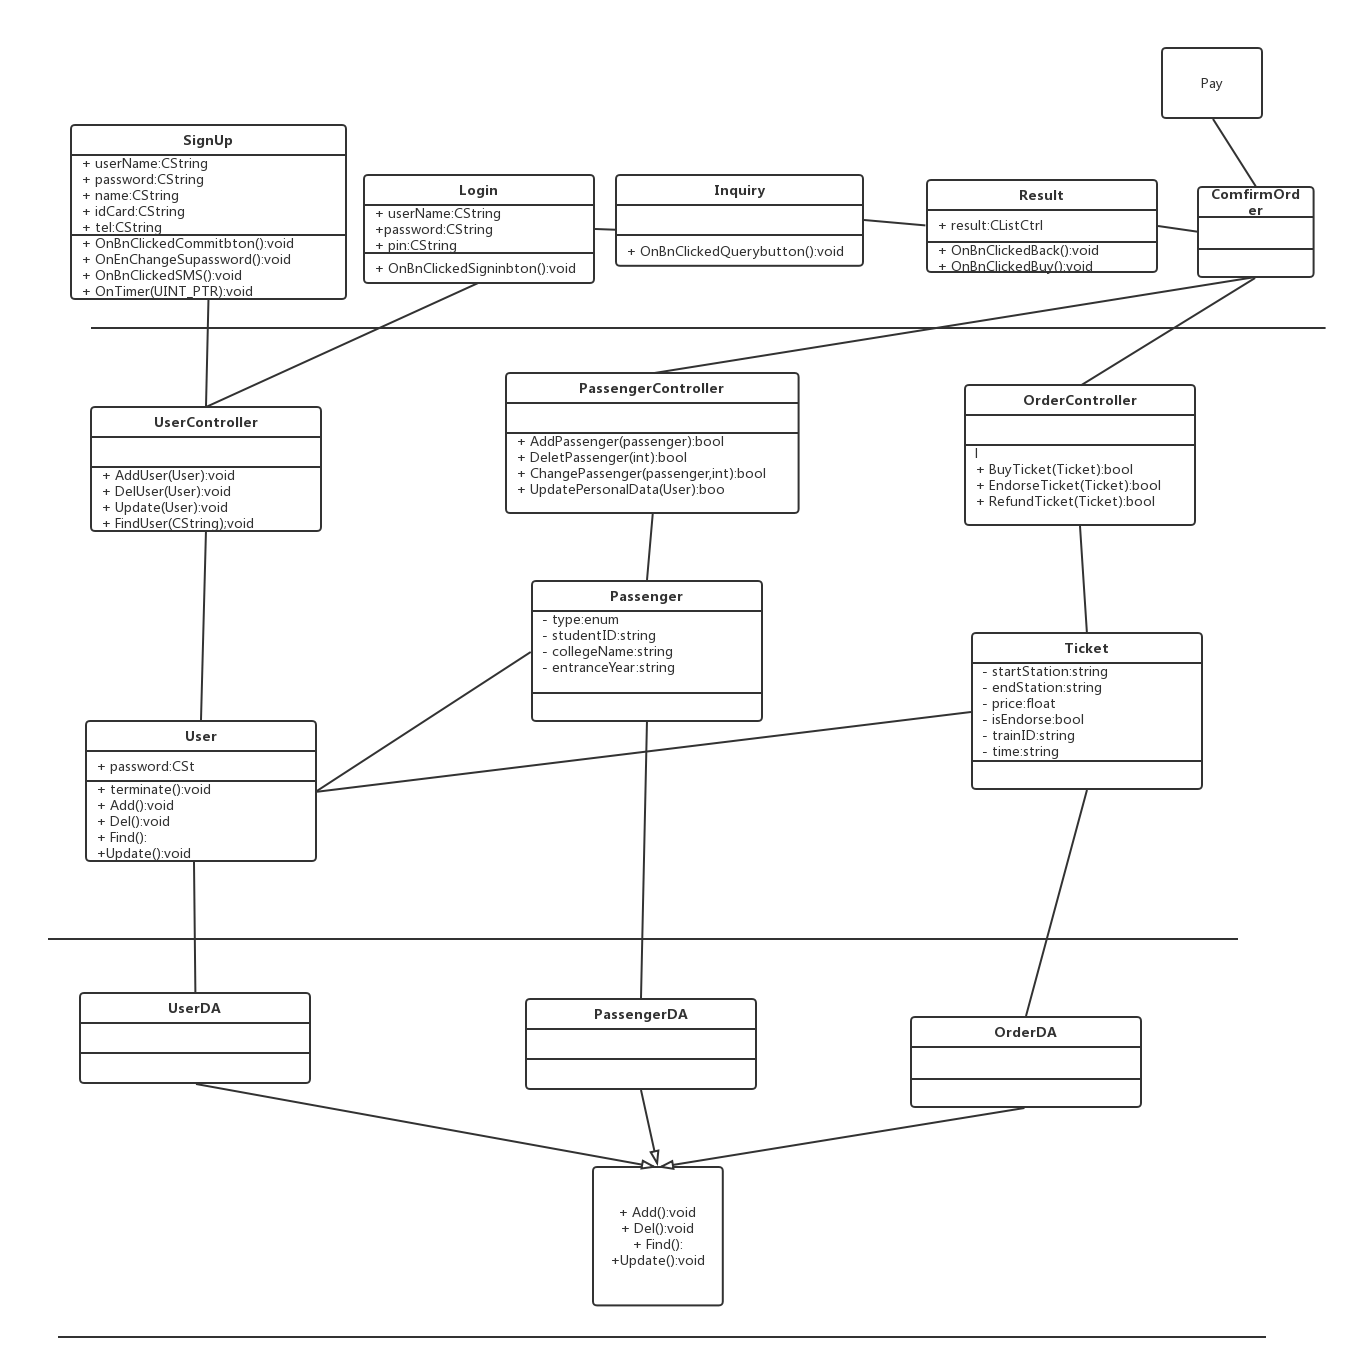 Pay
SignUp
+ userName:CString
+ password:CString
+ name:CString
+ idCard:CString
+ tel:CString
+ OnBnClickedCommitbton():void
+ OnEnChangeSupassword():void
+ OnBnClickedSMS():void
+ OnTimer(UINT_PTR):void
Login
+ userName:CString
+password:CString
+ pin:CString
+ OnBnClickedSigninbton():void
Inquiry
+ OnBnClickedQuerybutton():void
Result
+ result:CListCtrl
+ OnBnClickedBack():void
+ OnBnClickedBuy():void
ComfirmOrd
er
UserController
+ AddUser(User):void
+ DelUser(User):void
+ Update(User):void
+ FindUser(CString);void
PassengerController
+ AddPassenger(passenger):bool
+ DeletPassenger(int):bool
+ ChangePassenger(passenger,int):bool
+ UpdatePersonalData(User):boo
OrderController
l
+ BuyTicket(Ticket):bool
+ EndorseTicket(Ticket):bool
+ RefundTicket(Ticket):bool
Passenger
- type:enum
- studentID:string
- collegeName:string
- entranceYear:string
Ticket
- startStation:string
- endStation:string
- price:float
- isEndorse:bool
- trainID:string
- time:string
User
+ password:CSt
+ terminate():void
+ Add():void
+ Del():void
+ Find():
+Update():void
UserDA
PassengerDA
OrderDA
+ Add():void
+ Del():void
+ Find():
+Update():void